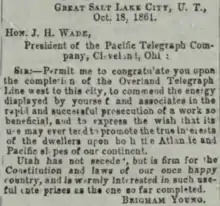 GREAT SALT LAKE CITY, U. T.,
Oct. 18, 1861.
HON. J. H. WADE,
President of the Pacific Telegraph Com-
pany, Cleveland, Ohio:
SIR:—Permit me to congratulate you upon
the completion of the Overland Telegraph
Line west to this city, to commend the energy
displayed by yourself and associates in the
rapid and successful prosecution of a work so
beneficial, and to express the wish that its
use may ever tend to promote the true interests
of the dwellers upon both the Atlantic and
Pacific slopes of our continent.
Utah has not seceded, but is firm for the
Constitution and laws of our once happy
country, and is warmly interested in such use-
ful enterprises as the one so far completed.
BRIGHAM YOUNG.